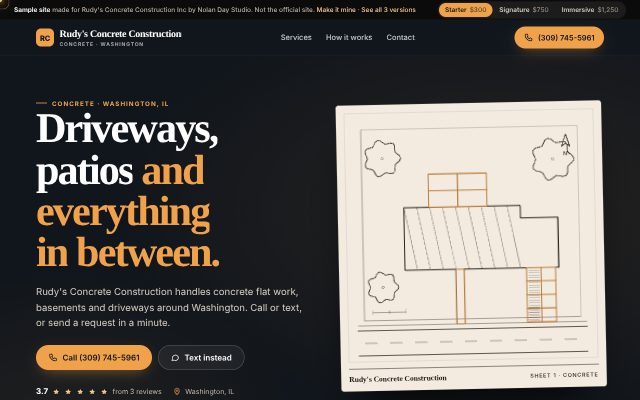 Sample site made for Rudy's Concrete Construction Inc by Nolan Day Studio. Not the official site. Make it mine · See all 3 versions
Starter $300 Signature $750 Immersive $1,250
RC Rudy's Concrete Construction
CONCRETE · WASHINGTON
Services How it works Contact
(309) 745-5961
CONCRETE · WASHINGTON, IL
Driveways,
patios and
everything
in between.
Rudy's Concrete Construction handles concrete flat work,
basements and driveways around Washington. Call or text,
or send a request in a minute.
Call (309) 745-5961
Text instead
3.7 from 3 reviews Washington, IL
N
Rudy's Concrete Construction
SHEET 1 · CONCRETE